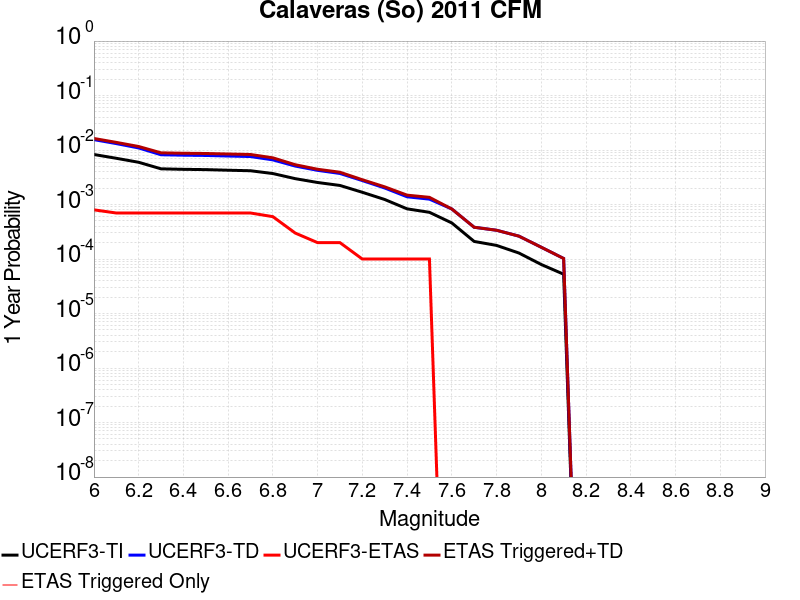 Calaveras (So) 2011 CFM
10 0
10 -1
10 -2
10 -3
10 -4
10 -5
10 -6
10 -7
10 -8
1 Year Probability
6 6.2 6.4 6.6 6.8 7 7.2 7.4 7.6 7.8 8 8.2 8.4 8.6 8.8 9
Magnitude
UCERF3-TI UCERF3-TD UCERF3-ETAS ETAS Triggered+TD
ETAS Triggered Only